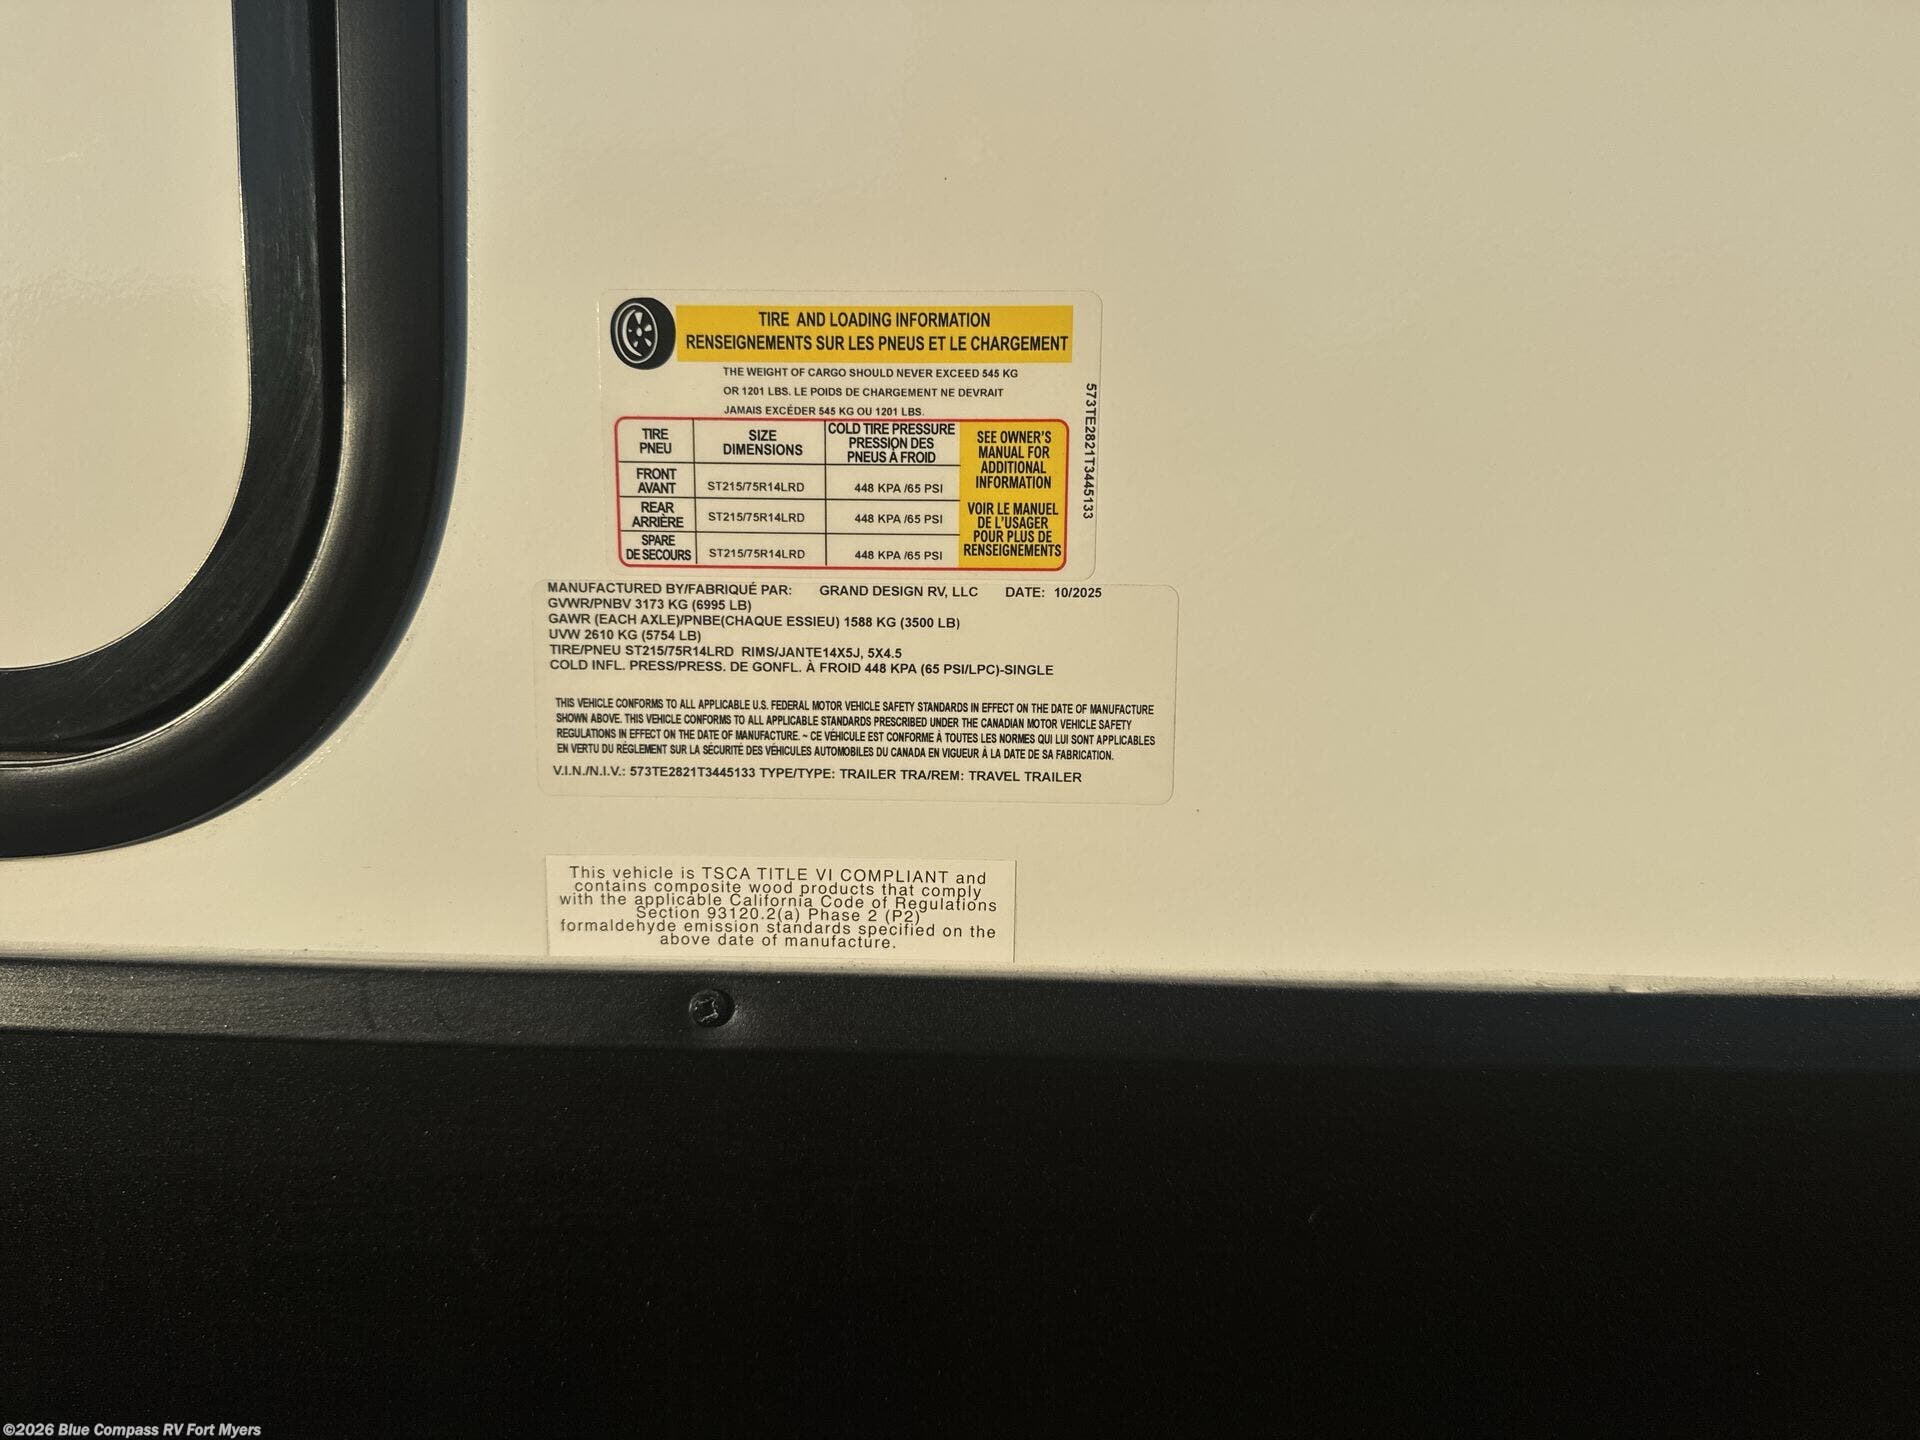 TIRE AND LOADING INFORMATION
RENSEIGNEMENTS SUR LES PNEUS ET LE CHARGEMENT
THE WEIGHT OF CARGO SHOULD NEVER EXCEED 545 KG
OR 1201 LBS. LE POIDS DE CHARGEMENT NE DEVRAIT
JAMAIS EXCÉDER 545 KG OU 1201 LBS.
TIRE PNEU SIZE DIMENSIONS COLD TIRE PRESSURE PRESSION DES PNEUS À FROID
FRONT AVANT ST215/75R14LRD 448 KPA /65 PSI
REAR ARRIÈRE ST215/75R14LRD 448 KPA /65 PSI
SPARE DE SECOURS ST215/75R14LRD 448 KPA /65 PSI
SEE OWNER'S
MANUAL FOR
ADDITIONAL
INFORMATION
VOIR LE MANUEL
DE L'USAGER
POUR PLUS DE
RENSEIGNEMENTS
573TE2821T3445133
MANUFACTURED BY/FABRIQUÉ PAR: GRAND DESIGN RV, LLC DATE: 10/2025
GVWR/PNBV 3173 KG (6995 LB)
GAWR (EACH AXLE)/PNBE(CHAQUE ESSIEU) 1588 KG (3500 LB)
UVW 2610 KG (5754 LB)
TIRE/PNEU ST215/75R14LRD RIMS/JANTE14X5J, 5X4.5
COLD INFL. PRESS/PRESS. DE GONFL. À FROID 448 KPA (65 PSI/LPC)-SINGLE
THIS VEHICLE CONFORMS TO ALL APPLICABLE U.S. FEDERAL MOTOR VEHICLE SAFETY STANDARDS IN EFFECT ON THE DATE OF MANUFACTURE
SHOWN ABOVE. THIS VEHICLE CONFORMS TO ALL APPLICABLE STANDARDS PRESCRIBED UNDER THE CANADIAN MOTOR VEHICLE SAFETY
REGULATIONS IN EFFECT ON THE DATE OF MANUFACTURE. ~ CE VÉHICULE EST CONFORME À TOUTES LES NORMES QUI LUI SONT APPLICABLES
EN VERTU DU RÈGLEMENT SUR LA SÉCURITÉ DES VÉHICULES AUTOMOBILES DU CANADA EN VIGUEUR À LA DATE DE SA FABRICATION.
V.I.N./N.I.V.: 573TE2821T3445133 TYPE/TYPE: TRAILER TRA/REM: TRAVEL TRAILER
This vehicle is TSCA TITLE VI COMPLIANT and
contains composite wood products that comply
with the applicable California Code of Regulations
Section 93120.2(a) Phase 2 (P2)
formaldehyde emission standards specified on the
above date of manufacture.
©2026 Blue Compass RV Fort Myers